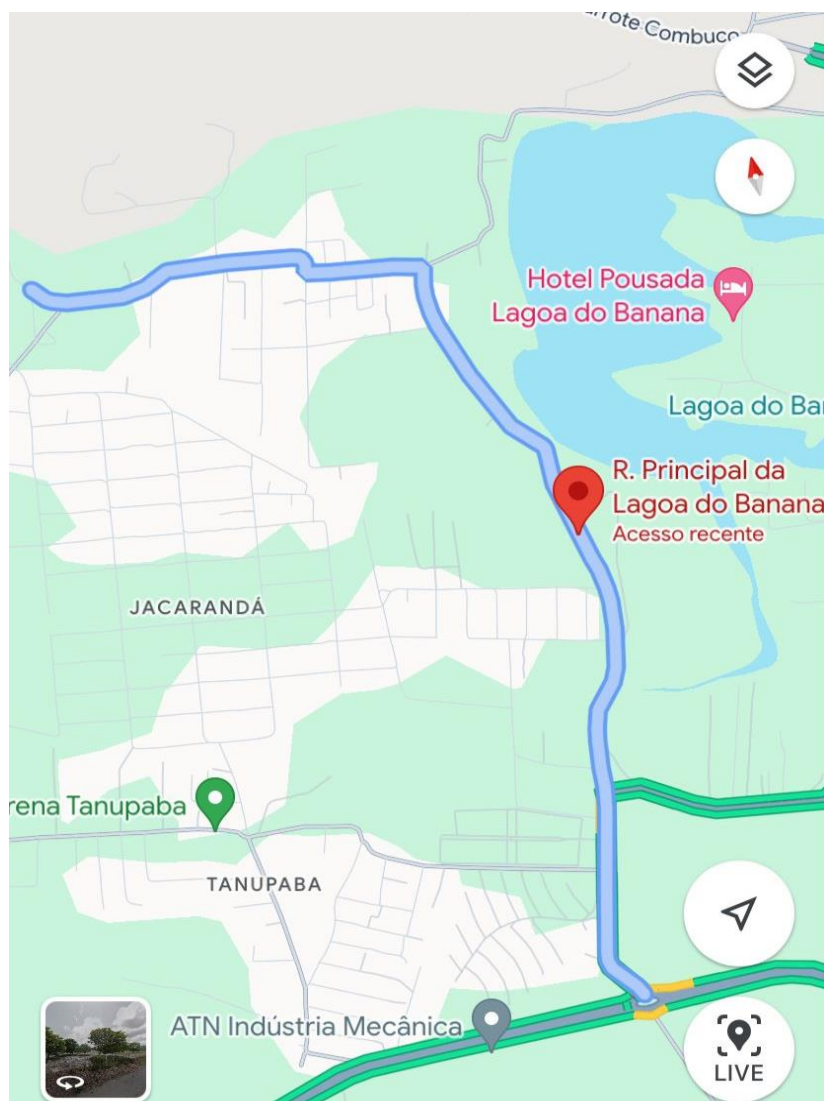 Combuco
Hotel Pousada
Lagoa do Banana
Lagoa do Ba
R. Principal da
Lagoa do Banana
Acesso recente
JACARANDÁ
rena Tanupaba
TANUPABA
ATN Indústria Mecânica
LIVE